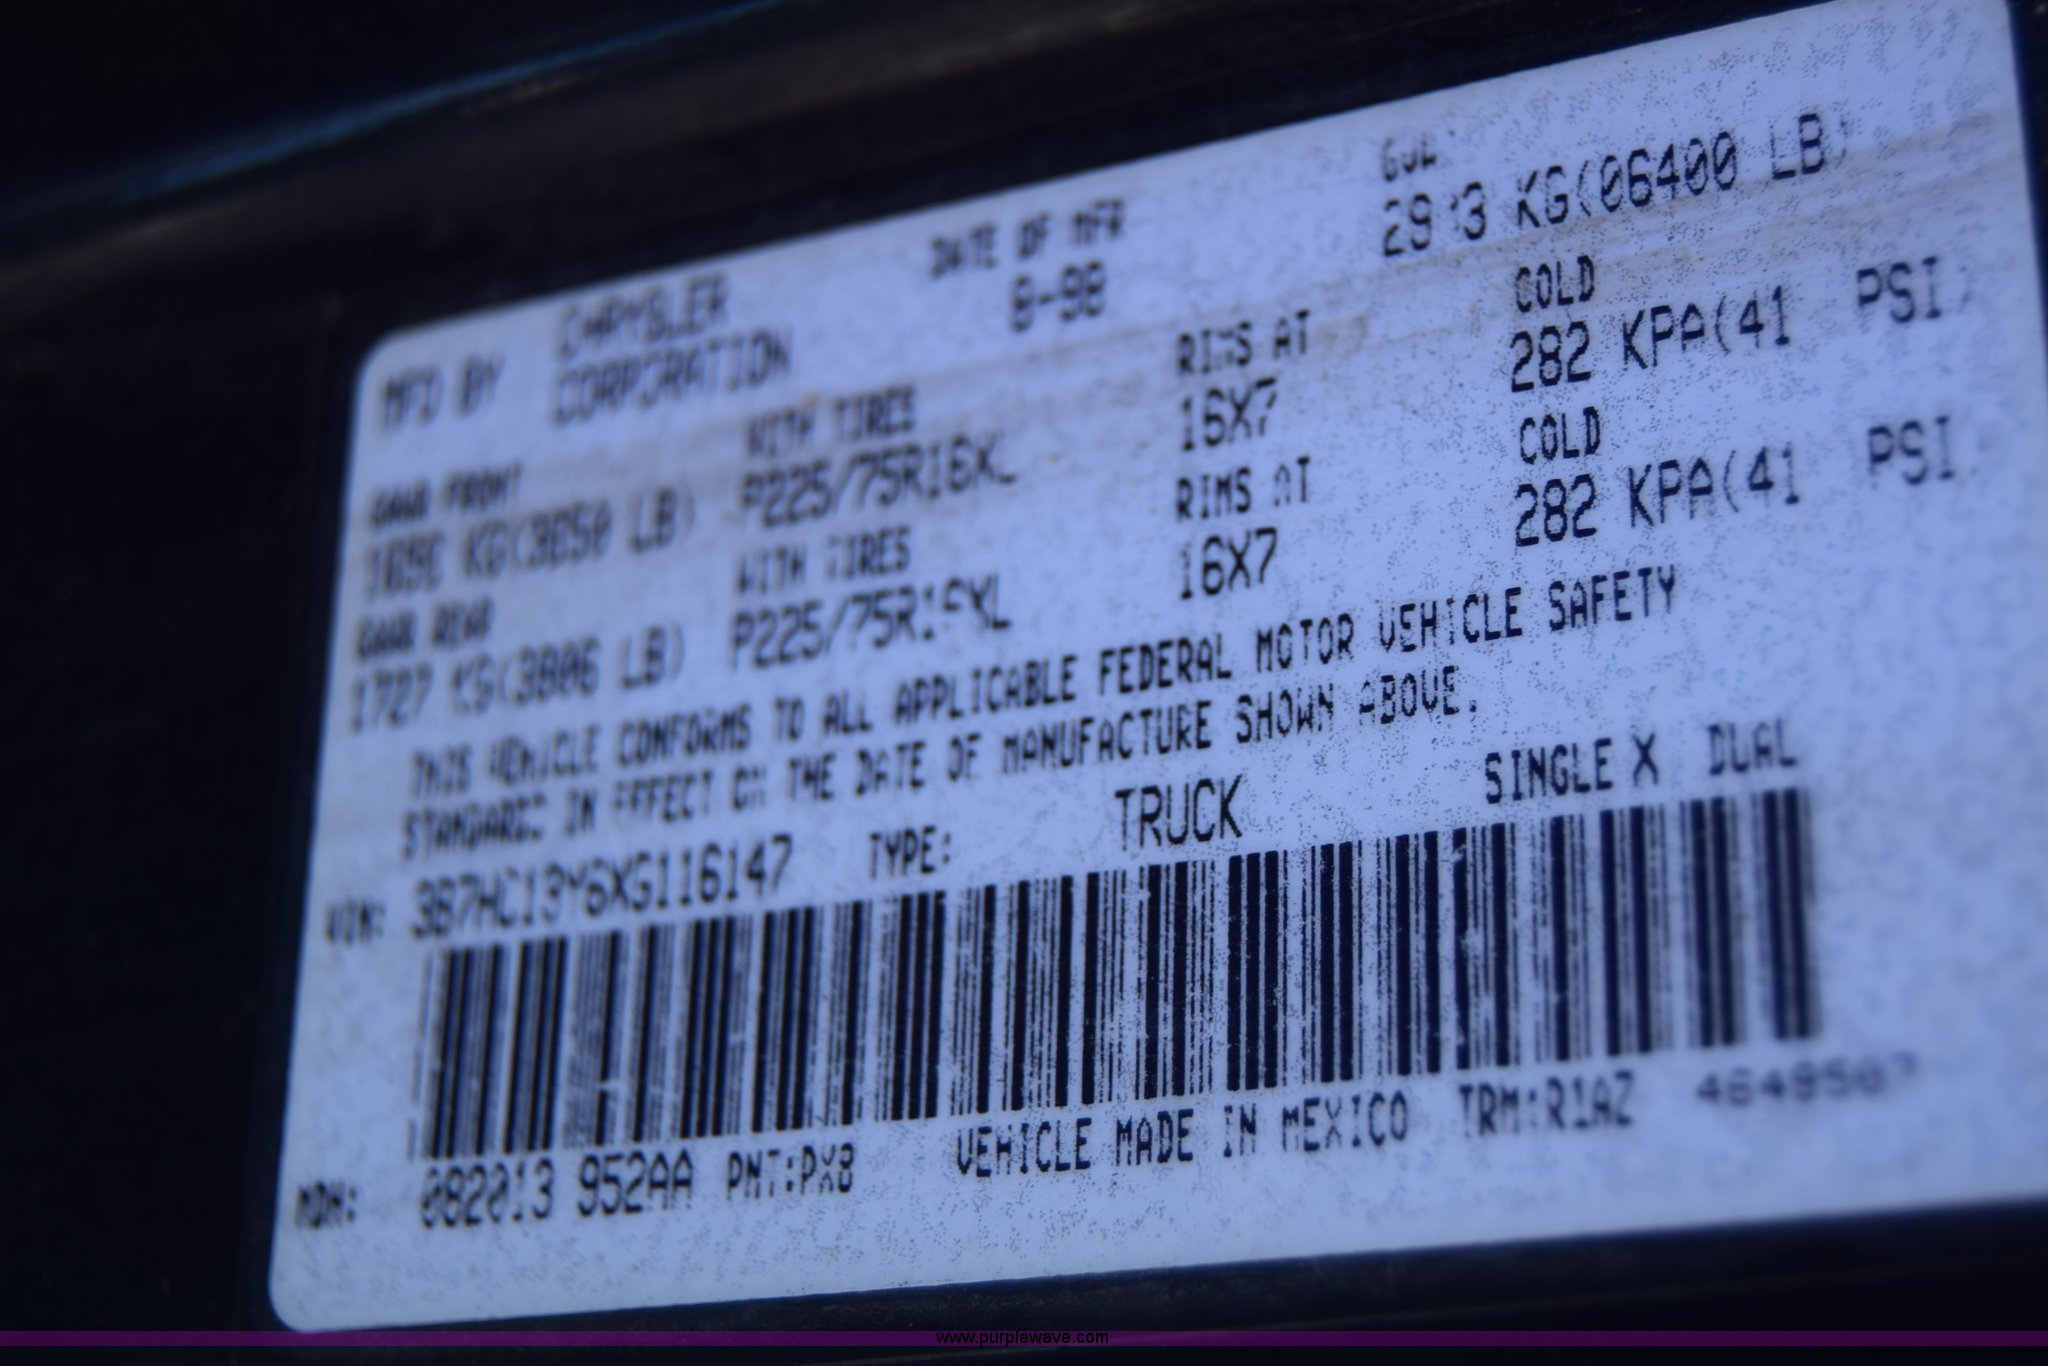 MFD BY CHRYSLER CORPORATION DATE OF MFR 8-98
KG(06400 LB)
GAWR FRONT WITH TIRES RIMS AT COLD
KG(3650 LB) P225/75R16XL 16X7 282 KPA(41 PSI)
GAWR REAR WITH TIRES RIMS AT COLD
1727 KG(3806 LB) P225/75R16XL 16X7 282 KPA(41 PSI)
THIS VEHICLE CONFORMS TO ALL APPLICABLE FEDERAL MOTOR VEHICLE SAFETY
STANDARDS IN EFFECT ON THE DATE OF MANUFACTURE SHOWN ABOVE.
VIN: 3B7HC13Y6XG116147 TYPE: TRUCK SINGLE X DUAL
MDH: 082013 952AA PNT:PX8 VEHICLE MADE IN MEXICO TRM:R1AZ
www.purplewave.com